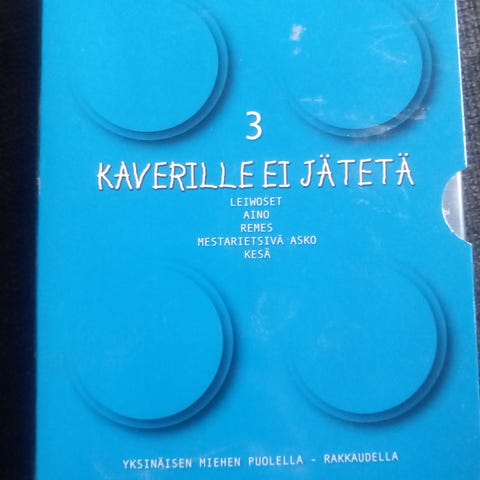 3
KAVERILLE EI JÄTETÄ
LEIWOSET
AINO
REMES
MESTARIETSIVÄ ASKO
KESÄ
YKSINÄISEN MIEHEN PUOLELLA - RAKKAUDELLA